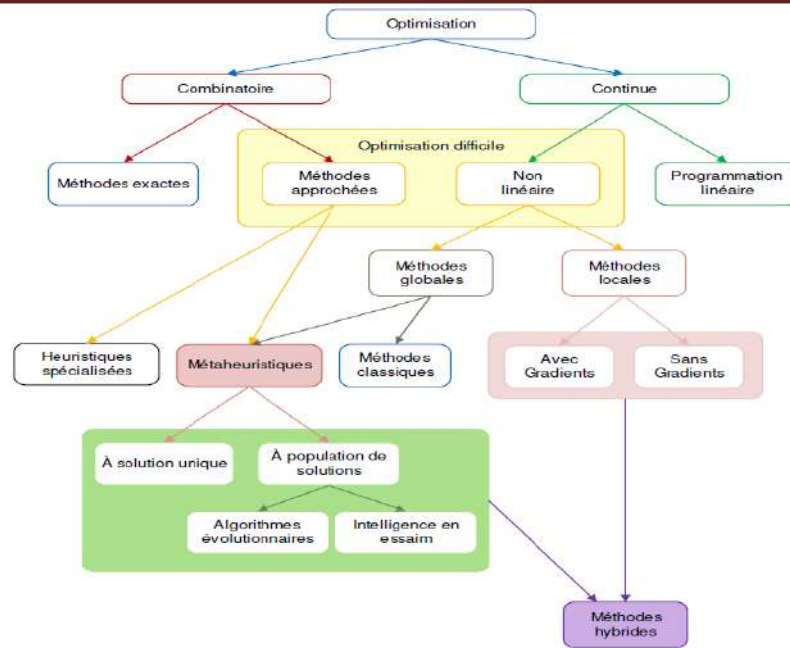 Optimisation
Combinatoire
Continue
Optimisation difficile
Méthodes exactes
Méthodes
approchées
Non
linéaire
Programmation
linéaire
Méthodes
globales
Méthodes
locales
Heuristiques
spécialisées
Métaheuristiques
Méthodes
classiques
Avec
Gradients
Sans
Gradients
À solution unique
À population de
solutions
Algorithmes
évolutionnaires
Intelligence en
essaim
Méthodes
hybrides